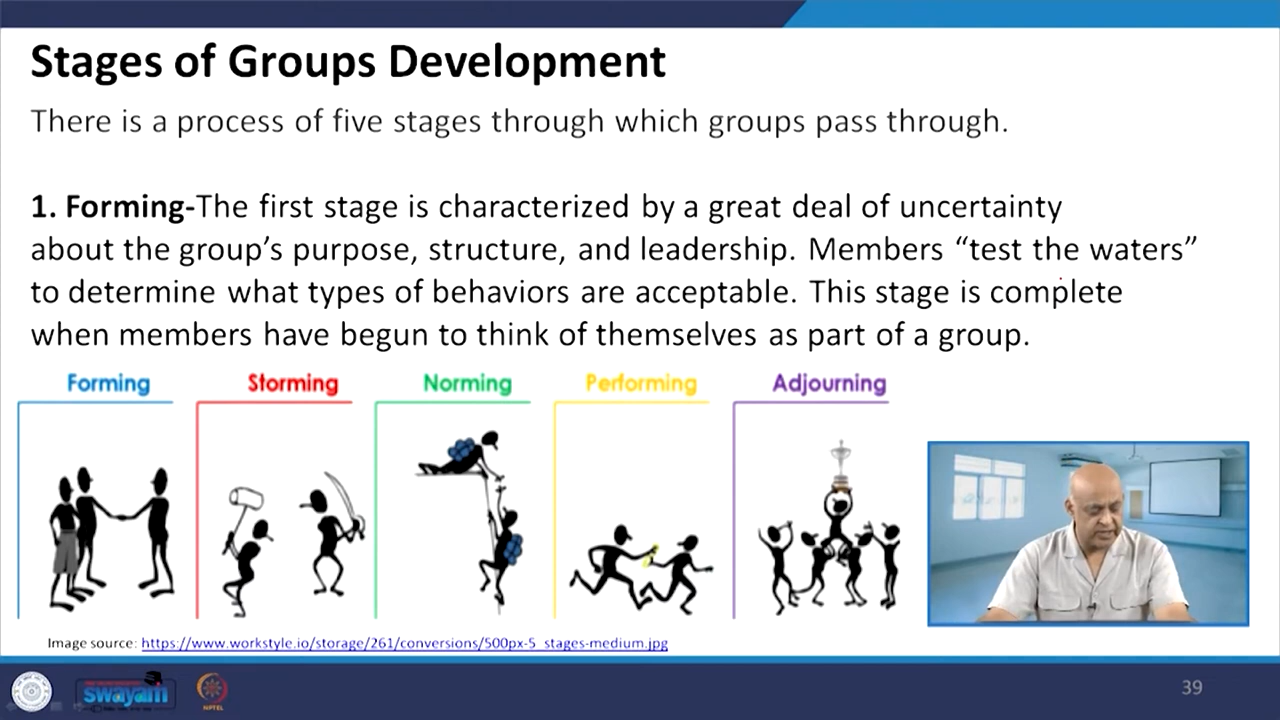 Stages of Groups Development
There is a process of five stages through which groups pass through.
1. Forming-The first stage is characterized by a great deal of uncertainty
about the group’s purpose, structure, and leadership. Members “test the waters”
to determine what types of behaviors are acceptable. This stage is complete
when members have begun to think of themselves as part of a group.
Forming Storming Norming Performing Adjourning
Image source: https://www.workstyle.io/storage/261/conversions/500px-5_stages-medium.jpg
swayam NPTEL 39